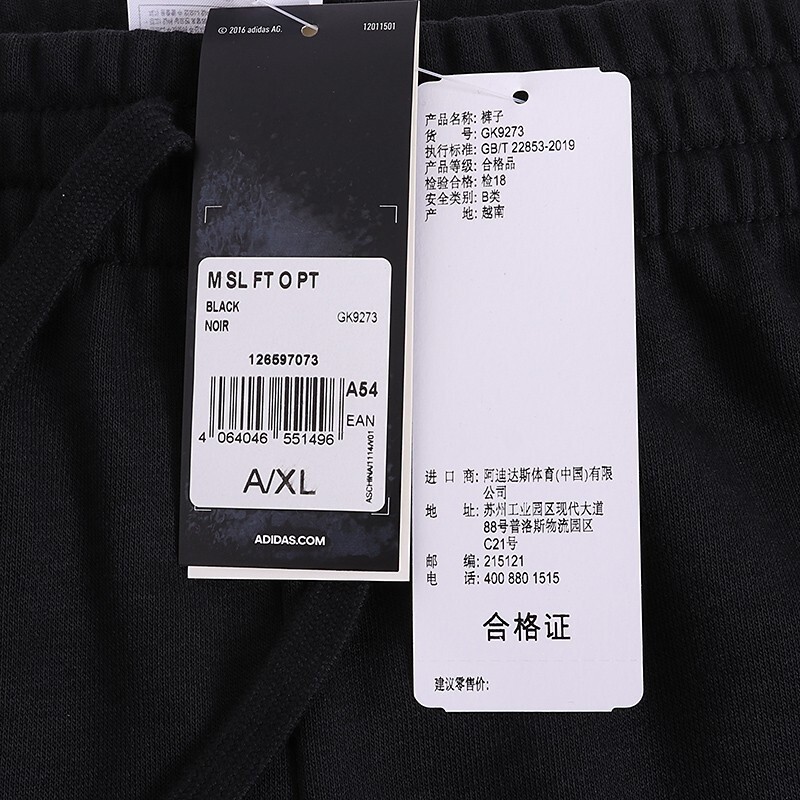 © 2016 adidas AG.
12011501
M SL FT O PT
BLACK
NOIR
GK9273
126597073
A54
EAN
4 064046 551496
A/XL
ASCHINA/1114/V01
ADIDAS.COM
产品名称: 裤子
货 号: GK9273
执行标准: GB/T 22853-2019
产品等级: 合格品
检验合格: 检18
安全类别: B类
产 地: 越南
进 口 商: 阿迪达斯体育(中国)有限
公司
地 址: 苏州工业园区现代大道
88号普洛斯物流园区
C21号
邮 编: 215121
电 话: 400 880 1515
合格证
建议零售价: